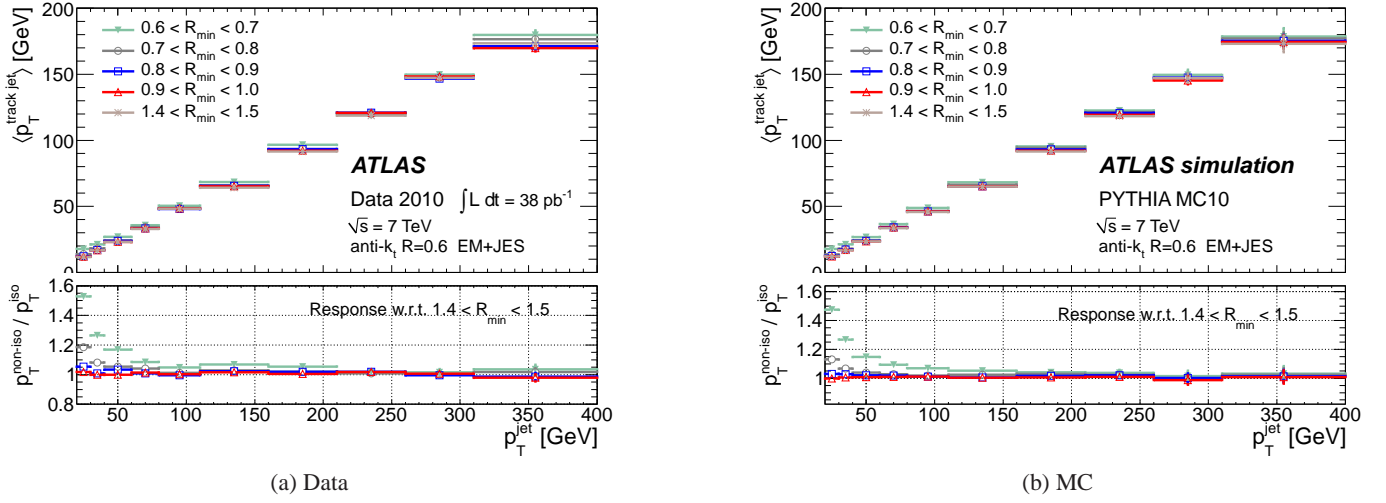 ⟨p_T^track jet⟩ [GeV]
200
150
100
50
0
0.6 < R_min < 0.7
0.7 < R_min < 0.8
0.8 < R_min < 0.9
0.9 < R_min < 1.0
1.4 < R_min < 1.5
ATLAS
Data 2010 ∫L dt = 38 pb⁻¹
√s = 7 TeV
anti-k_t R=0.6 EM+JES
p_T^non-iso / p_T^iso
1.6
1.4
1.2
1
0.8
Response w.r.t. 1.4 < R_min < 1.5
50 100 150 200 250 300 350 400
p_T^jet [GeV]
(a) Data
⟨p_T^track jet⟩ [GeV]
200
150
100
50
0
0.6 < R_min < 0.7
0.7 < R_min < 0.8
0.8 < R_min < 0.9
0.9 < R_min < 1.0
1.4 < R_min < 1.5
ATLAS simulation
PYTHIA MC10
√s = 7 TeV
anti-k_t R=0.6 EM+JES
p_T^non-iso / p_T^iso
1.6
1.4
1.2
1
Response w.r.t. 1.4 < R_min < 1.5
50 100 150 200 250 300 350 400
p_T^jet [GeV]
(b) MC